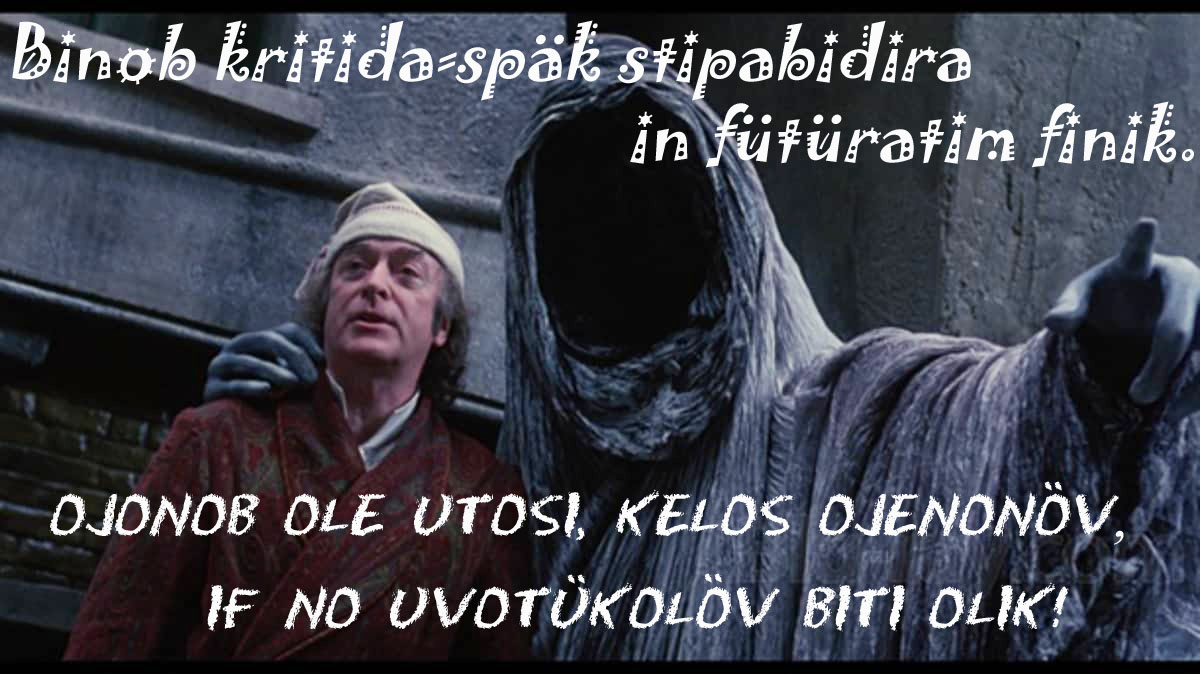 Binob kritida=späk stipabidira
in fütüratim finik.
OJONOB OLE UTOSI, KELOS OJENONÖV,
IF NO UVOTÜKOLÖV BITI OLIK!